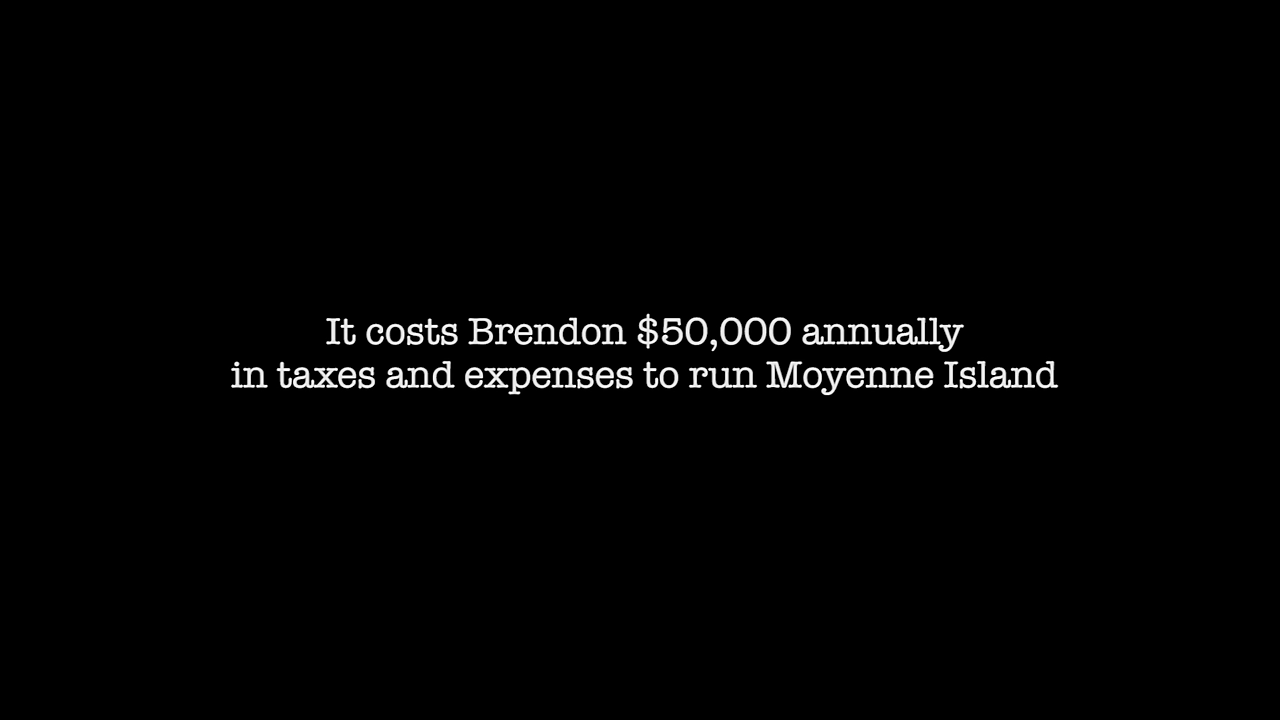 It costs Brendon $50,000 annually
in taxes and expenses to run Moyenne Island